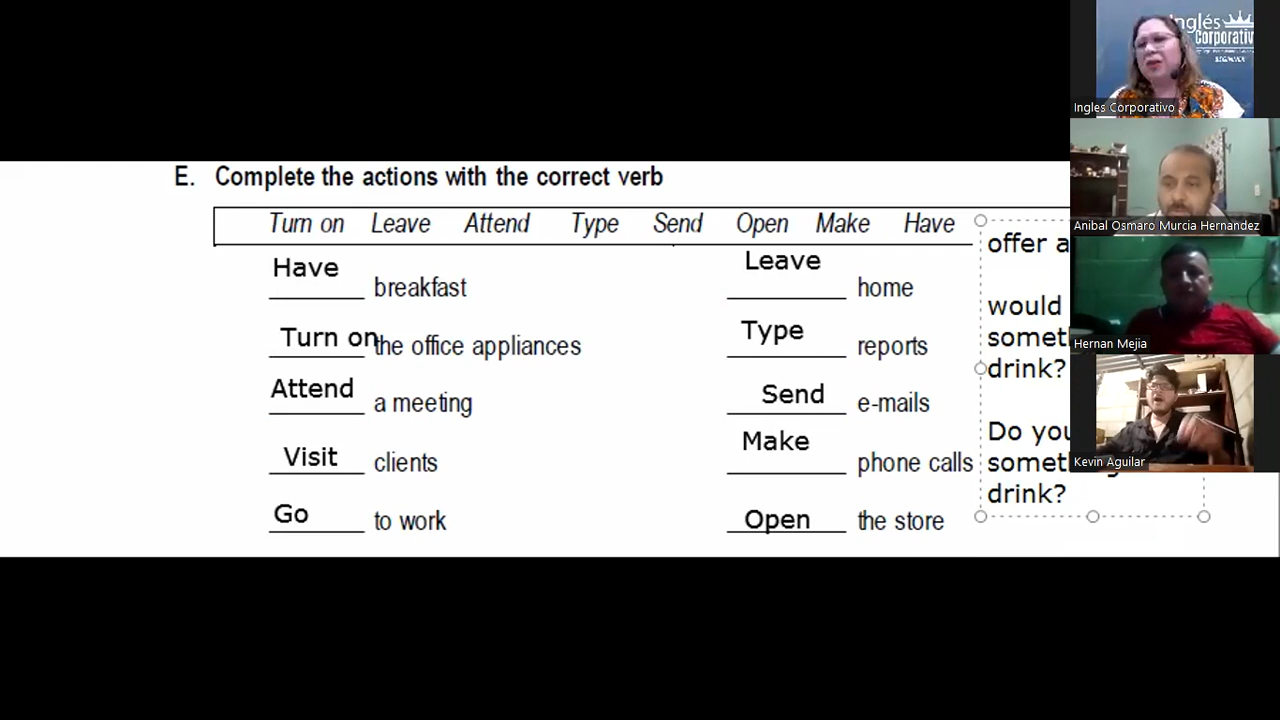 E. Complete the actions with the correct verb
Turn on Leave Attend Type Send Open Make Have
Have breakfast
Turn on the office appliances
Attend a meeting
Visit clients
Go to work
Leave home
Type reports
Send e-mails
Make phone calls
Open the store
offer a
would
drink?
Do you
drink?
Inglés
Corporativo
Ingles Corporativo
Anibal Osmaro Murcia Hernandez
Hernan Mejia
Kevin Aguilar